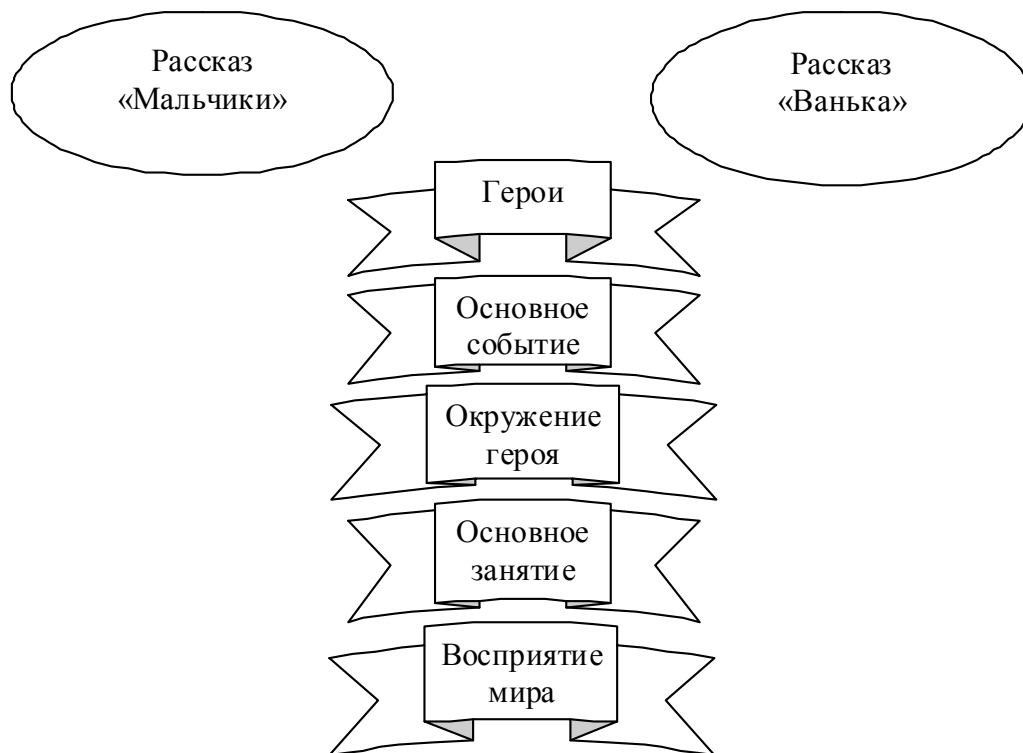 Рассказ
«Мальчики»
Рассказ
«Ванька»
Герои
Основное
событие
Окружение
героя
Основное
занятие
Восприятие
мира